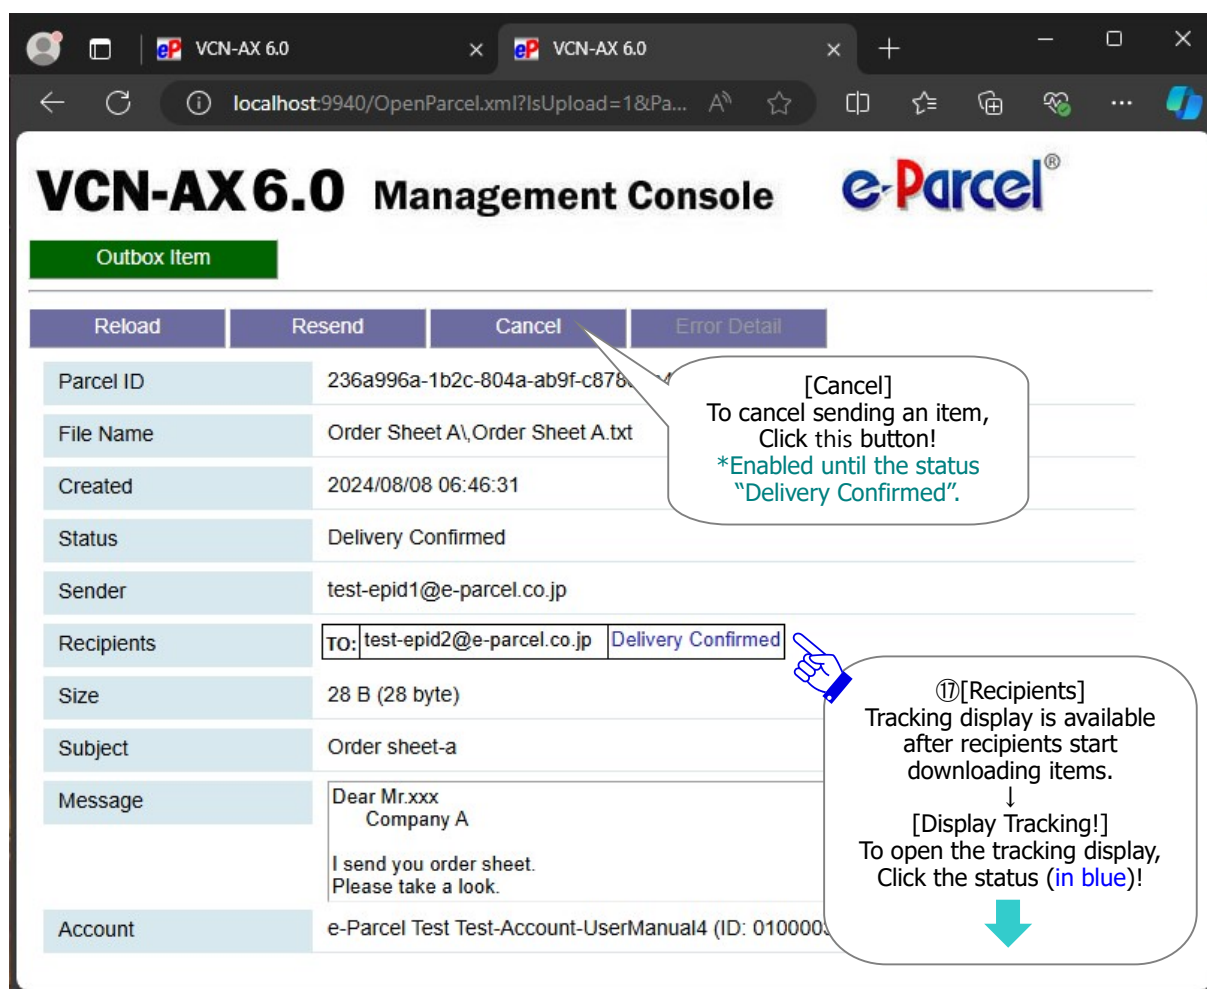 VCN-AX 6.0
VCN-AX 6.0
localhost:9940/OpenParcel.xml?IsUpload=1&Pa...
VCN-AX 6.0 Management Console e-Parcel®
Outbox Item
Reload Resend Cancel Error Detail
Parcel ID 236a996a-1b2c-804a-ab9f-c878
File Name Order Sheet A\,Order Sheet A.txt
Created 2024/08/08 06:46:31
Status Delivery Confirmed
Sender test-epid1@e-parcel.co.jp
Recipients TO: test-epid2@e-parcel.co.jp Delivery Confirmed
Size 28 B (28 byte)
Subject Order sheet-a
Message Dear Mr.xxx
Company A
I send you order sheet.
Please take a look.
Account e-Parcel Test Test-Account-UserManual4 (ID: 010000
[Cancel]
To cancel sending an item,
Click this button!
*Enabled until the status
“Delivery Confirmed”.
⑰[Recipients]
Tracking display is available
after recipients start
downloading items.
↓
[Display Tracking!]
To open the tracking display,
Click the status (in blue)!